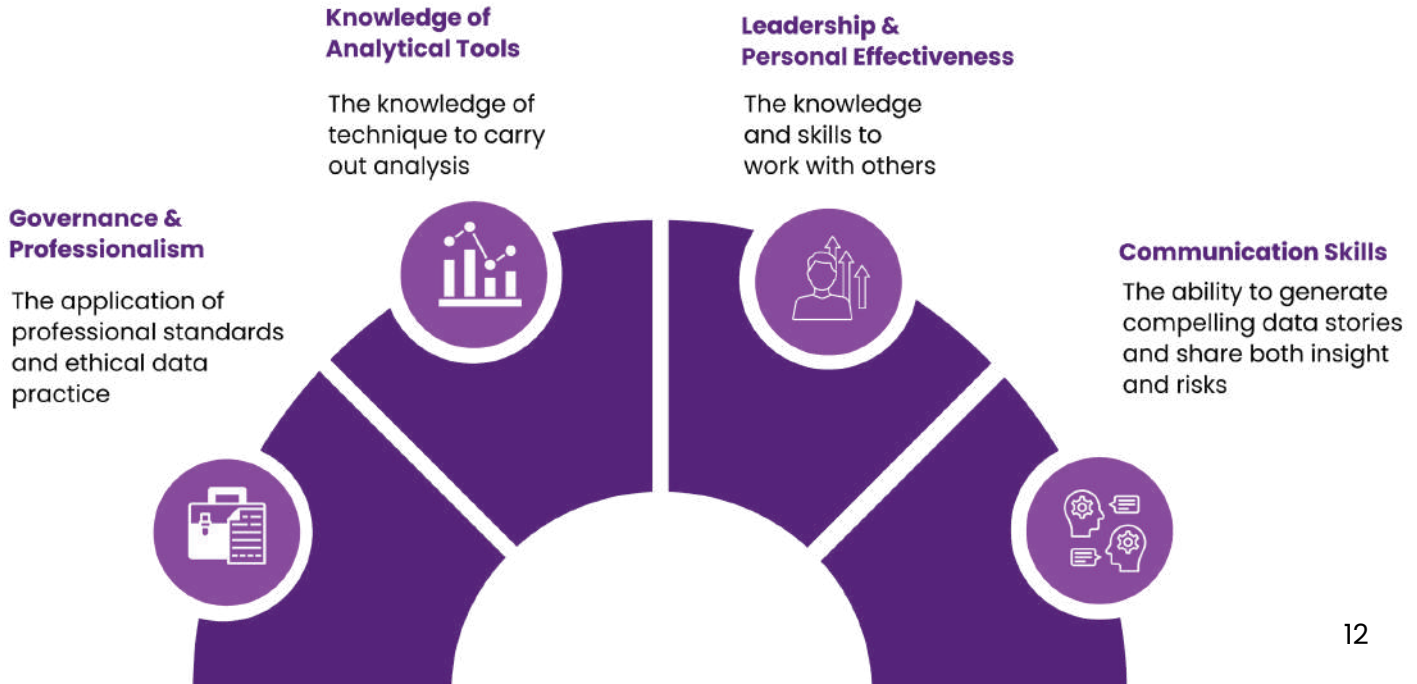 Knowledge of
Analytical Tools
The knowledge of
technique to carry
out analysis
Leadership &
Personal Effectiveness
The knowledge
and skills to
work with others
Governance &
Professionalism
The application of
professional standards
and ethical data
practice
Communication Skills
The ability to generate
compelling data stories
and share both insight
and risks
12